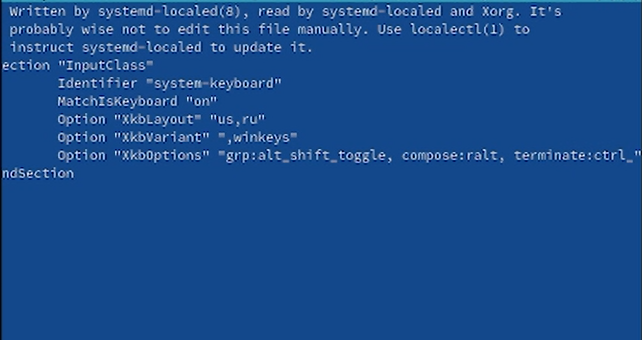 Written by systemd-localed(8), read by systemd-localed and Xorg. It's
probably wise not to edit this file manually. Use localectl(1) to
instruct systemd-localed to update it.
ection "InputClass"
Identifier "system-keyboard"
MatchIsKeyboard "on"
Option "XkbLayout" "us,ru"
Option "XkbVariant" ",winkeys"
Option "XkbOptions" "grp:alt_shift_toggle, compose:ralt, terminate:ctrl_"
ndSection